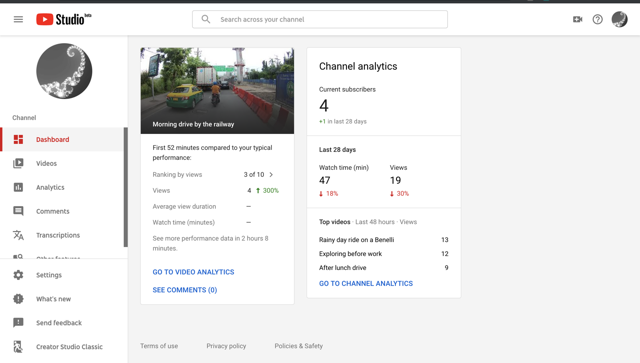 Studio beta
Search across your channel
Channel
Dashboard
Videos
Analytics
Comments
Transcriptions
Other features
Settings
What's new
Send feedback
Creator Studio Classic
Morning drive by the railway
First 52 minutes compared to your typical
performance:
Ranking by views 3 of 10
Views 4 300%
Average view duration –
Watch time (minutes) –
See more performance data in 2 hours 8
minutes.
GO TO VIDEO ANALYTICS
SEE COMMENTS (0)
Channel analytics
Current subscribers
4
+1 in last 28 days
Last 28 days
Watch time (min) Views
47 19
18% 30%
Top videos · Last 48 hours · Views
Rainy day ride on a Benelli 13
Exploring before work 12
After lunch drive 9
GO TO CHANNEL ANALYTICS
Terms of use Privacy policy Policies & Safety